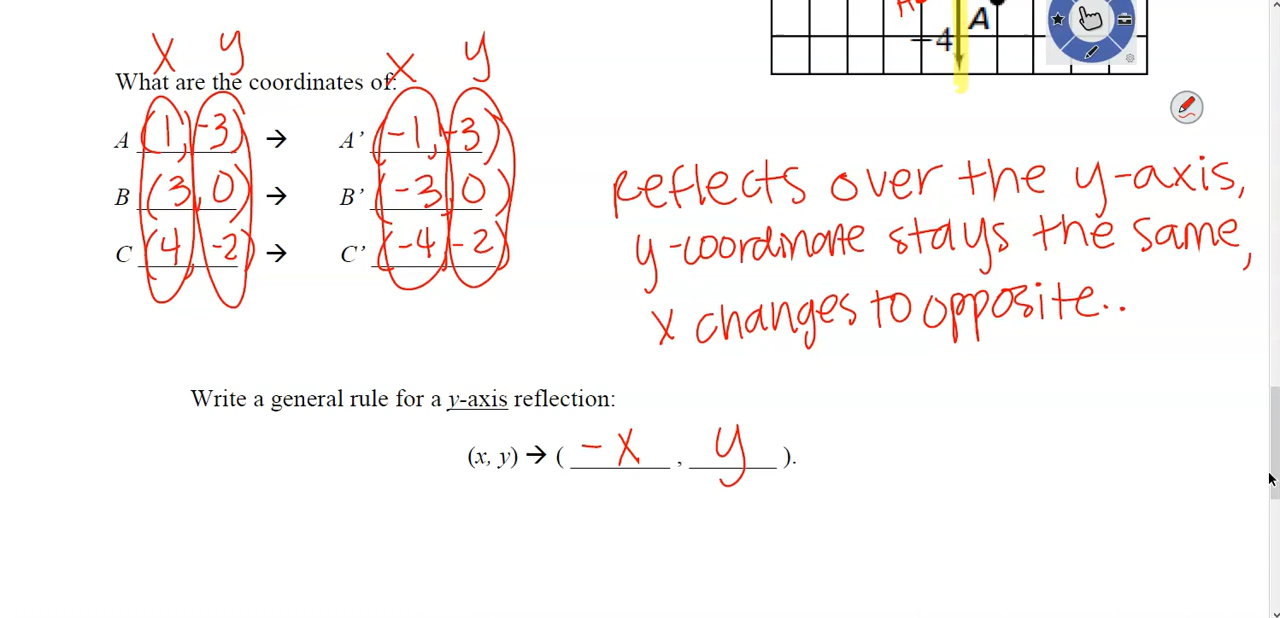 A
-4
x y x y
What are the coordinates of:
A (1, -3) → A’ (-1, -3)
B (3, 0) → B’ (-3, 0)
C (4, -2) → C’ (-4, -2)
Reflects over the y-axis,
y-coordinate stays the same,
x changes to opposite..
Write a general rule for a y-axis reflection:
(x, y) → ( -x , y ).